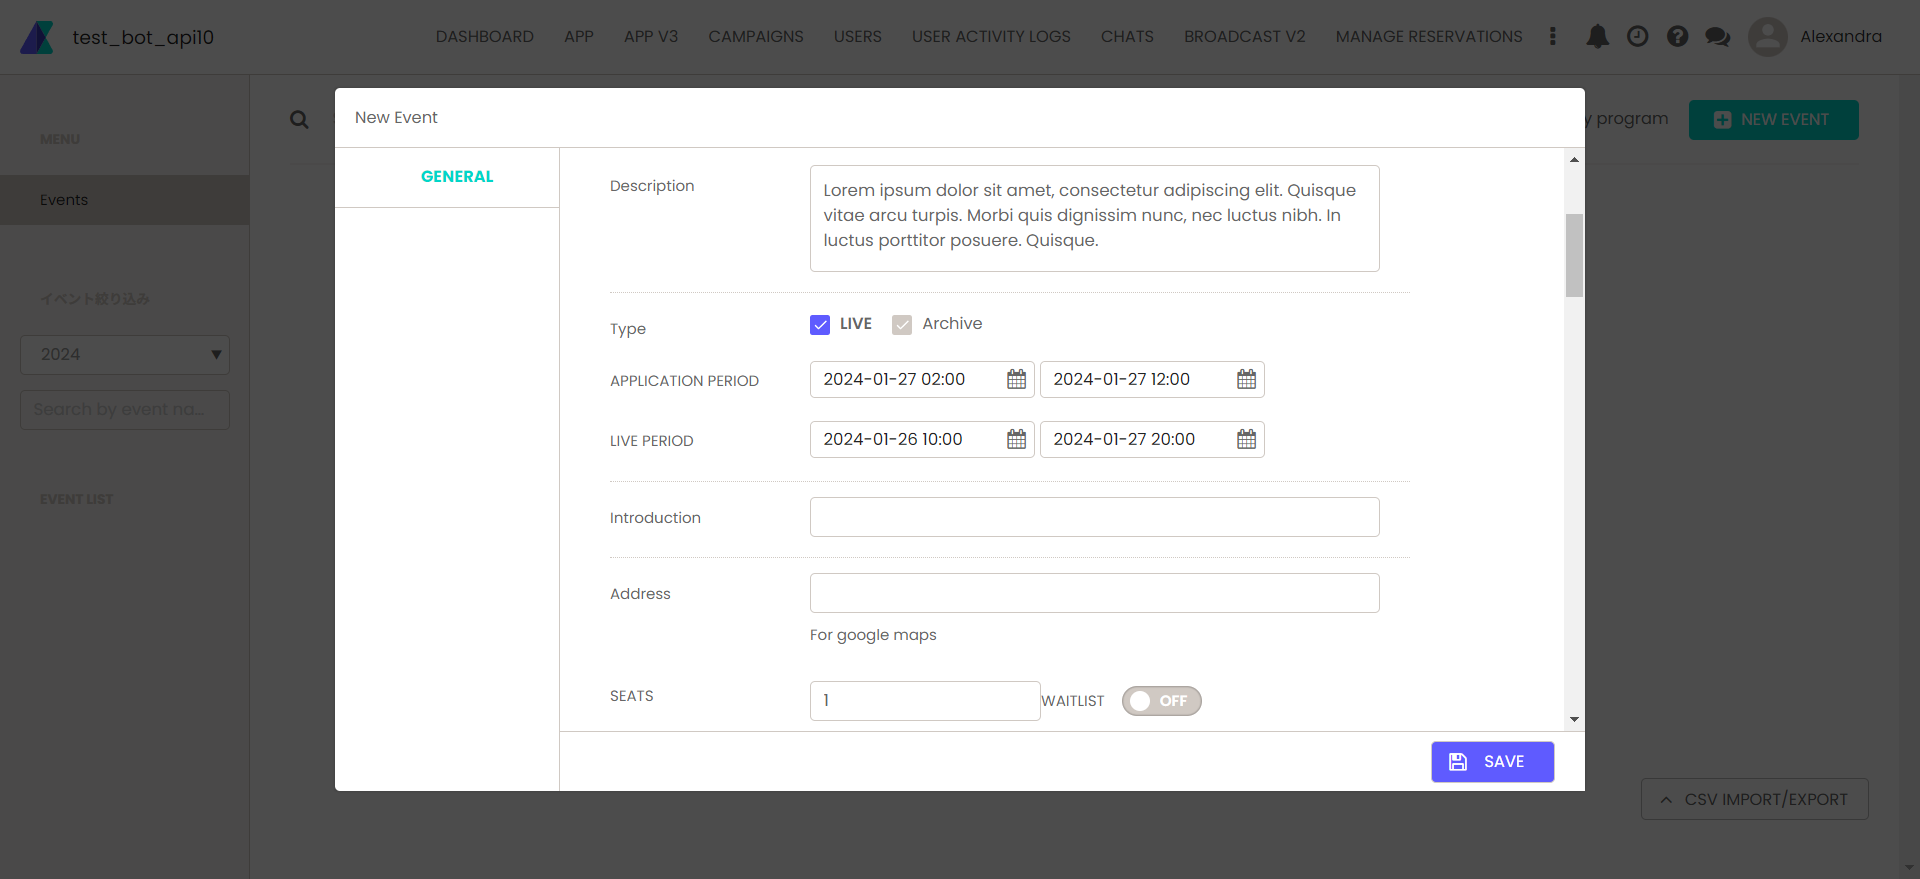 test_bot_api10
DASHBOARD
APP
APP V3
CAMPAIGNS
USERS
USER ACTIVITY LOGS
CHATS
BROADCAST V2
MANAGE RESERVATIONS
Alexandra
MENU
Events
イベント絞り込み
2024
Search by event na...
EVENT LIST
y program
NEW EVENT
New Event
GENERAL
Description
Lorem ipsum dolor sit amet, consectetur adipiscing elit. Quisque
vitae arcu turpis. Morbi quis dignissim nunc, nec luctus nibh. In
luctus porttitor posuere. Quisque.
Type
LIVE
Archive
APPLICATION PERIOD
2024-01-27 02:00
2024-01-27 12:00
LIVE PERIOD
2024-01-26 10:00
2024-01-27 20:00
Introduction
Address
For google maps
SEATS
1
WAITLIST
OFF
SAVE
CSV IMPORT/EXPORT